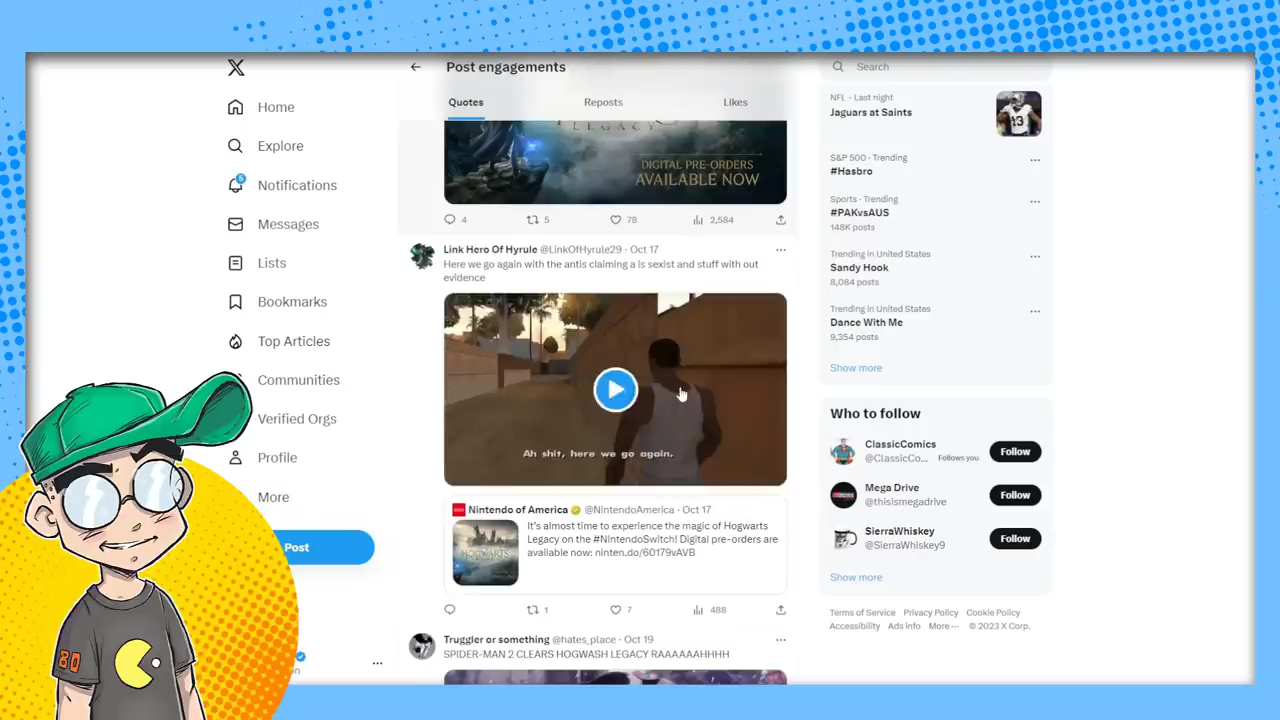 Post engagements
Search
Home
Explore
5
Notifications
Messages
Lists
Bookmarks
Top Articles
Communities
Verified Orgs
Profile
More
Post
80
Quotes
Reposts
Likes
LEGACY
DIGITAL PRE-ORDERS
AVAILABLE NOW
4
5
78
2,584
Link Hero Of Hyrule @LinkOfHyrule29 · Oct 17
Here we go again with the antis claiming a is sexist and stuff with out
evidence
Ah shit, here we go again.
Nintendo of America @NintendoAmerica · Oct 17
It's almost time to experience the magic of Hogwarts
Legacy on the #NintendoSwitch! Digital pre-orders are
available now: ninten.do/60179vAVB
HOGWARTS
1
7
488
Truggler or something @hates_place · Oct 19
SPIDER-MAN 2 CLEARS HOGWASH LEGACY RAAAAAAHHHH
NFL · Last night
Jaguars at Saints
S&P 500 · Trending
#Hasbro
Sports · Trending
#PAKvsAUS
148K posts
Trending in United States
Sandy Hook
8,084 posts
Trending in United States
Dance With Me
9,354 posts
Show more
Who to follow
ClassicComics
@ClassicCo... Follows you
Follow
Mega Drive
@thisismegadrive
Follow
SierraWhiskey
@SierraWhiskey9
Follow
Show more
Terms of Service Privacy Policy Cookie Policy
Accessibility Ads info More ··· © 2023 X Corp.